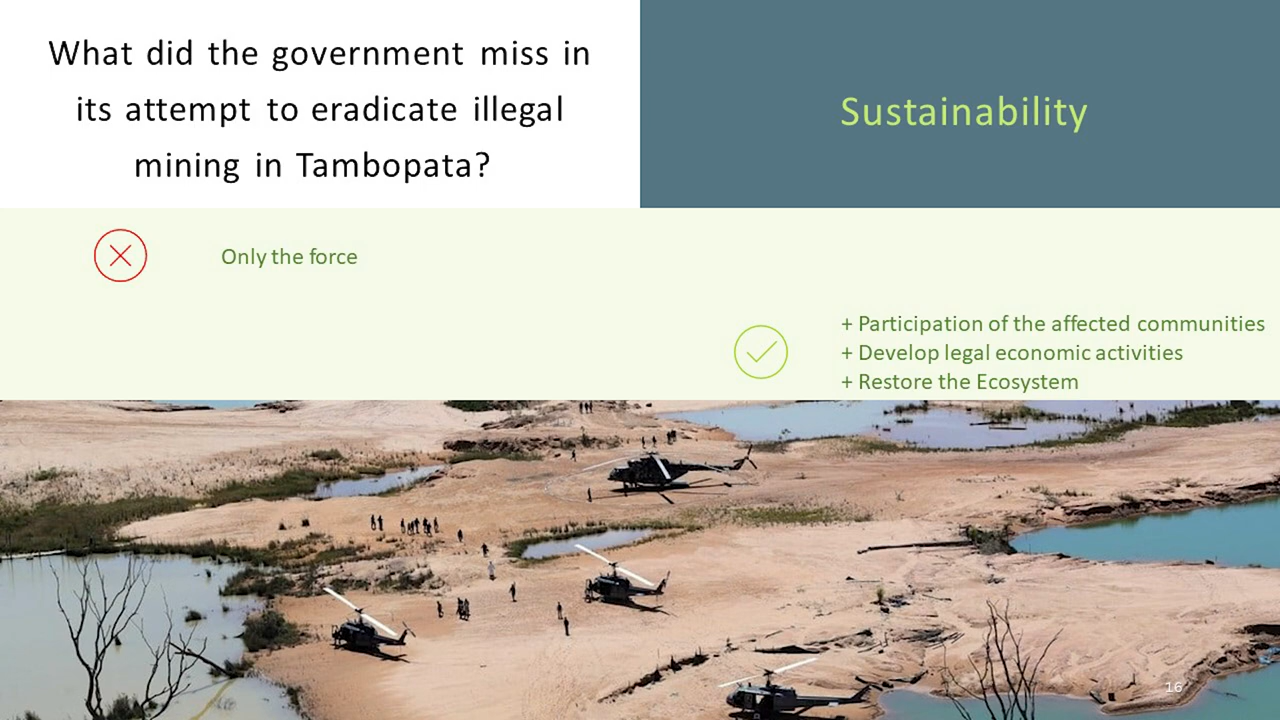 What did the government miss in
its attempt to eradicate illegal
mining in Tambopata?
Sustainability
Only the force
+ Participation of the affected communities
+ Develop legal economic activities
+ Restore the Ecosystem
16